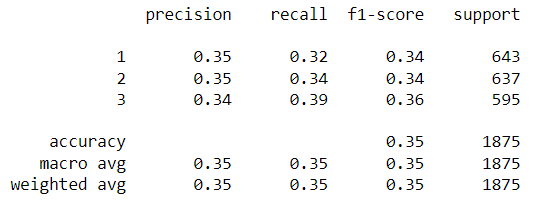 precision recall f1-score support
1 0.35 0.32 0.34 643
2 0.35 0.34 0.34 637
3 0.34 0.39 0.36 595
accuracy 0.35 1875
macro avg 0.35 0.35 0.35 1875
weighted avg 0.35 0.35 0.35 1875